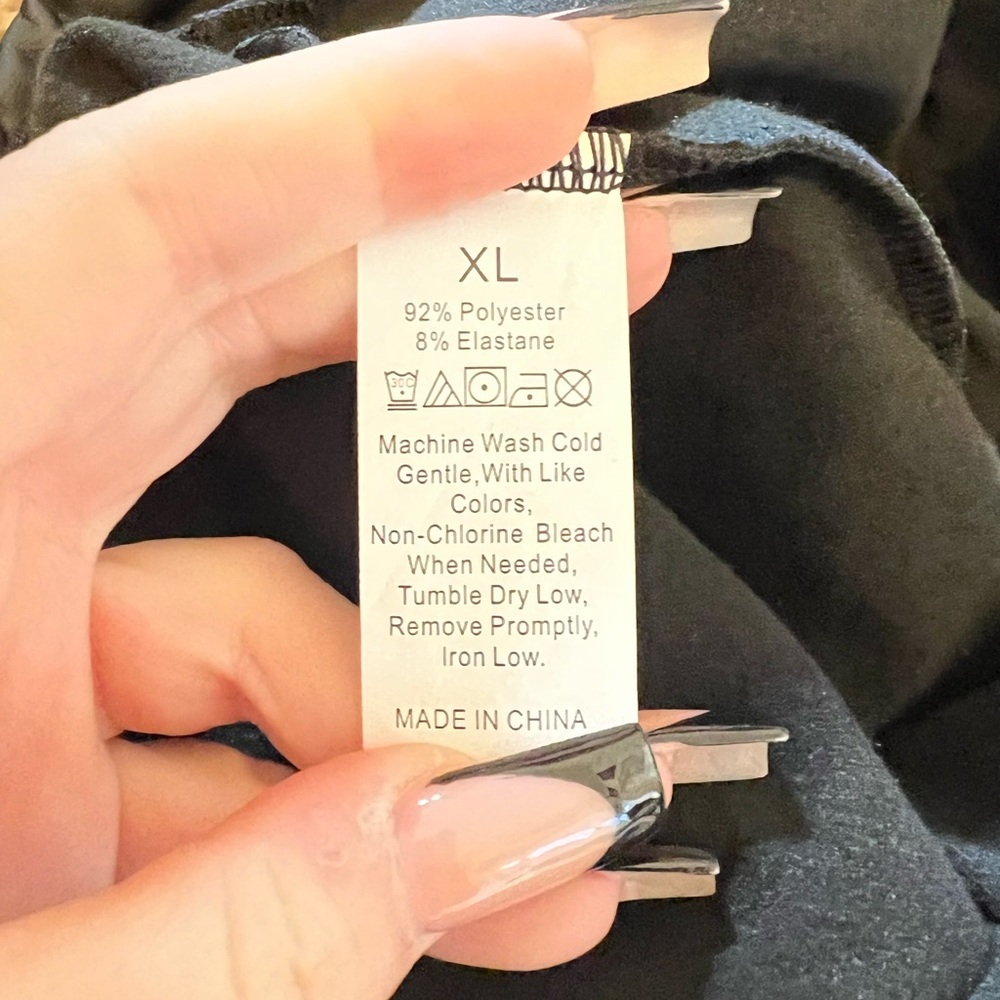 XL
92% Polyester
8% Elastane
30C
Machine Wash Cold
Gentle,With Like
Colors,
Non-Chlorine Bleach
When Needed,
Tumble Dry Low,
Remove Promptly,
Iron Low.
MADE IN CHINA